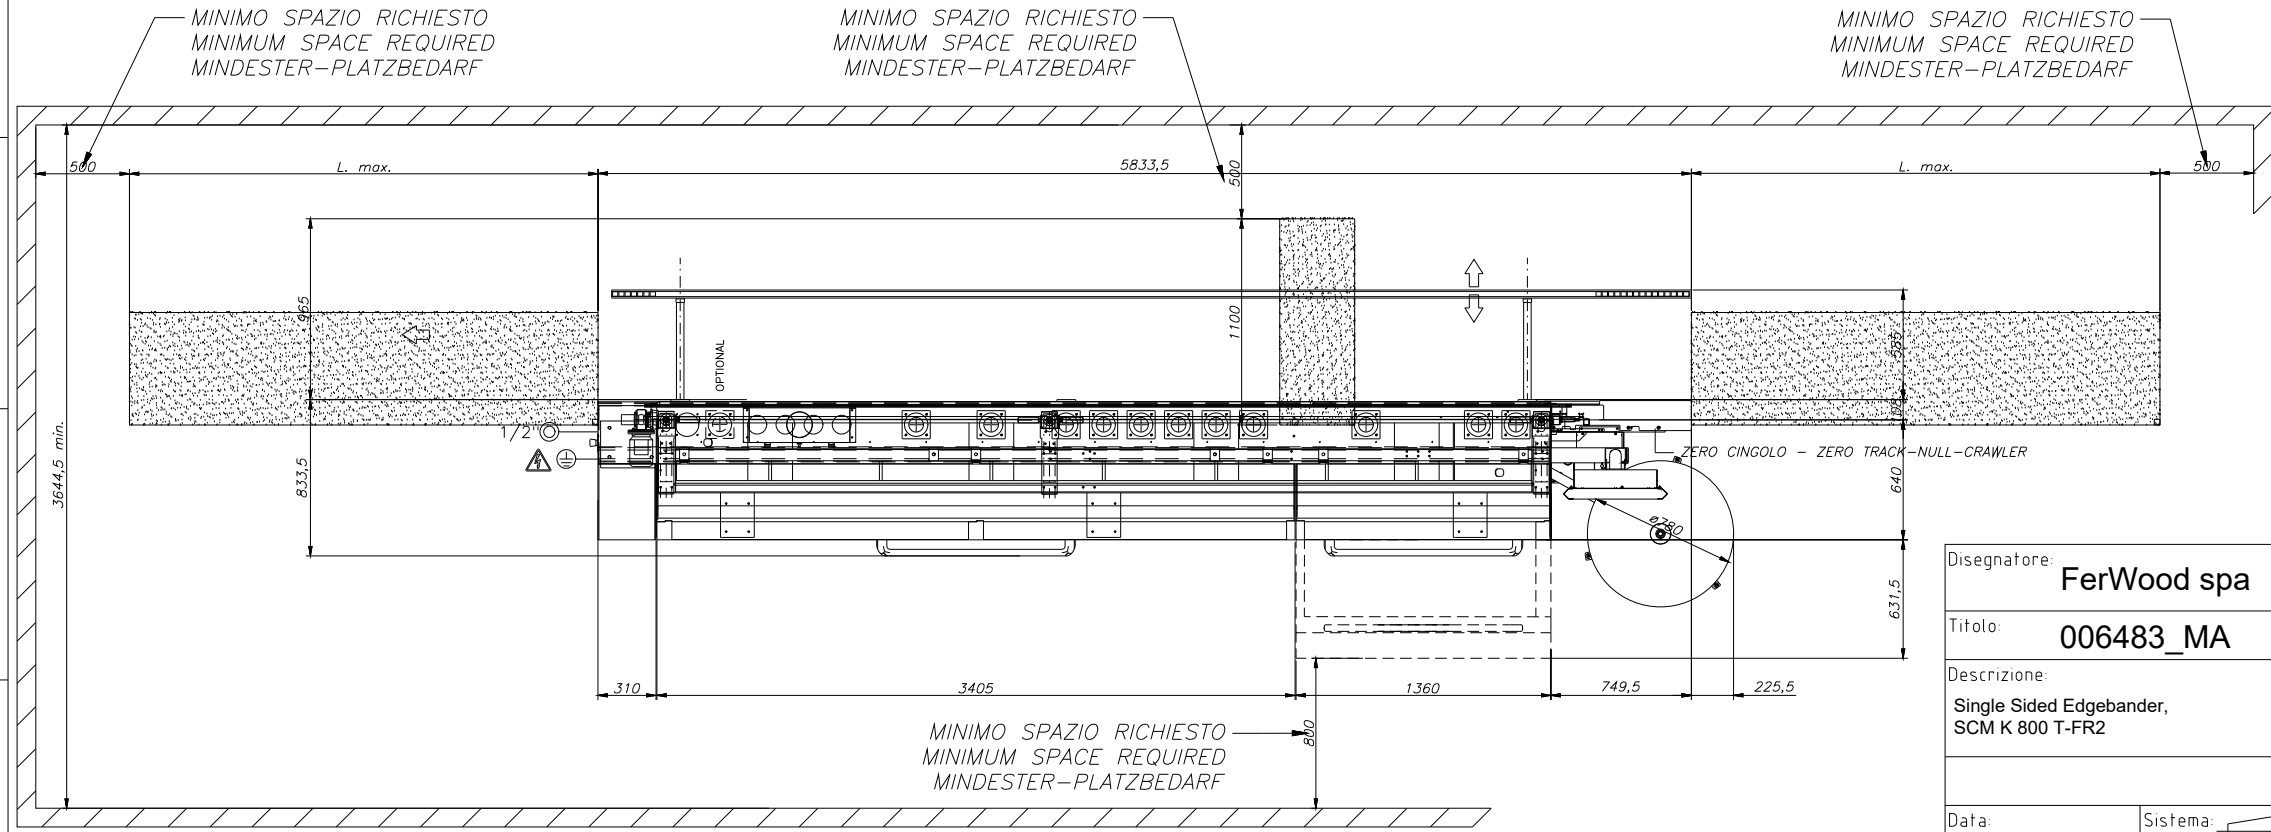 MINIMO SPAZIO RICHIESTO
MINIMUM SPACE REQUIRED
MINDESTER-PLATZBEDARF
MINIMO SPAZIO RICHIESTO
MINIMUM SPACE REQUIRED
MINDESTER-PLATZBEDARF
MINIMO SPAZIO RICHIESTO
MINIMUM SPACE REQUIRED
MINDESTER-PLATZBEDARF
500
L. max.
5833,5
500
L. max.
500
965
1100
585
OPTIONAL
108
1/2"
ZERO CINGOLO - ZERO TRACK-NULL-CRAWLER
3644,5 min.
833,5
640
ø780
631,5
310
3405
1360
749,5
225,5
800
MINIMO SPAZIO RICHIESTO
MINIMUM SPACE REQUIRED
MINDESTER-PLATZBEDARF
Disegnatore:
FerWood spa
Titolo:
006483_MA
Descrizione:
Single Sided Edgebander,
SCM K 800 T-FR2
Data:
Sistema: